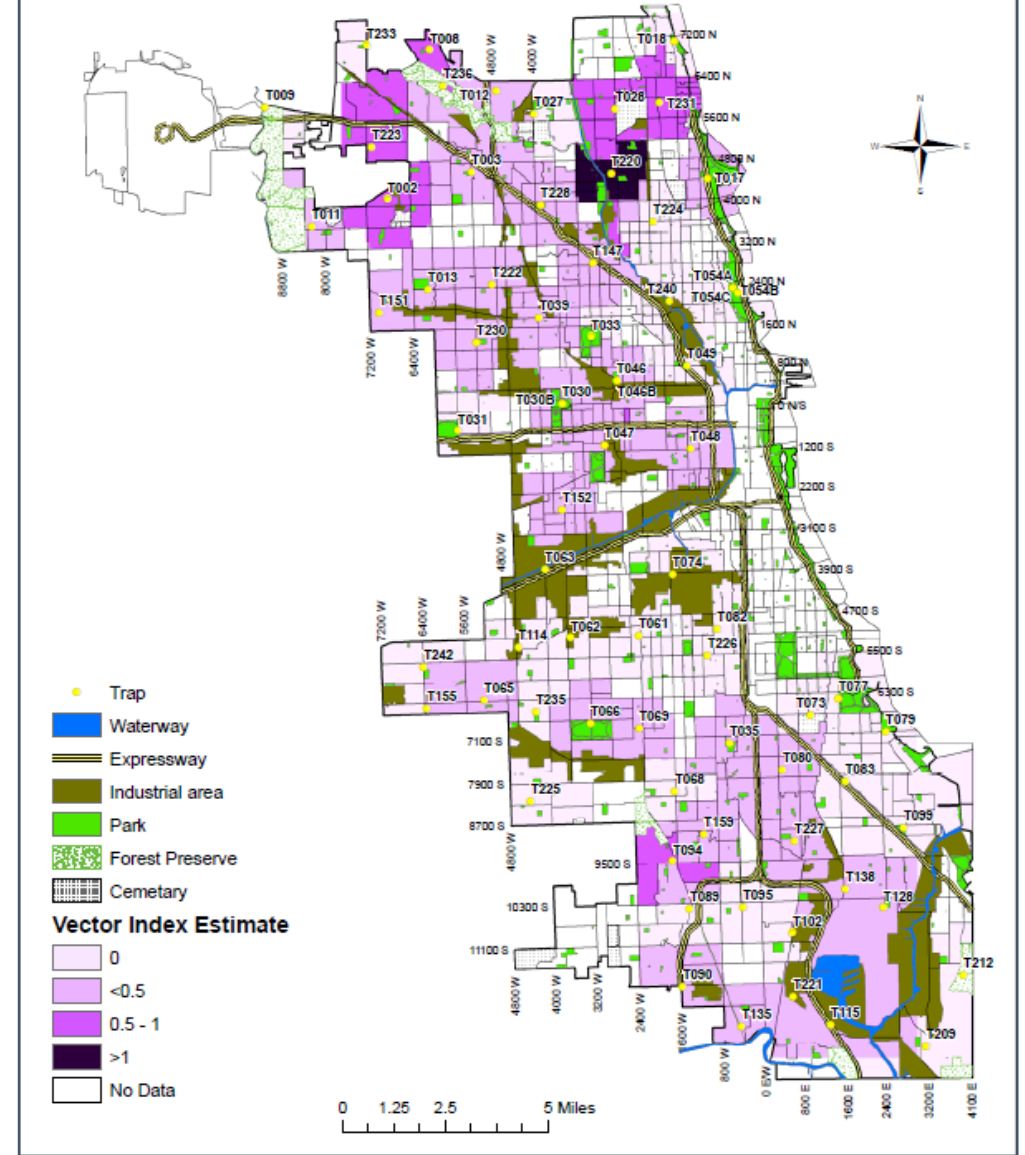 T233
T008
T018
7200 N
4800 W
4000 W
6400 N
T236
T012
T009
T027
T028
T231
5600 N
N
W
E
S
T223
T003
T220
4800 N
T017
T002
T228
4000 N
T224
T011
3200 N
T147
8800 W
8000 W
T013
T222
T054A
2400 N
T054B
T240
T054C
T151
T039
1600 N
T230
T033
7200 W
6400 W
T049
800 N
T046
T030
T030B
T046B
0 N/S
T031
T047
T048
1200 S
2200 S
T152
3100 S
4800 W
T063
T074
3900 S
4700 S
7200 W
6400 W
5600 W
T082
T114
T062
T061
T226
5500 S
T242
T077
6300 S
T155
T065
T235
T066
T069
T073
T079
7100 S
T035
T080
T083
7900 S
T225
T068
8700 S
T159
T227
T099
4800 W
T094
9500 S
T138
10300 S
T089
T095
T128
T102
11100 S
T212
T090
T221
4800 W
4000 W
3200 W
2400 W
1600 W
T135
T115
T209
800 W
0 E/W
800 E
1600 E
2400 E
3200 E
4100 E
Trap
Waterway
Expressway
Industrial area
Park
Forest Preserve
Cemetary
Vector Index Estimate
0
<0.5
0.5 - 1
>1
No Data
0 1.25 2.5 5 Miles